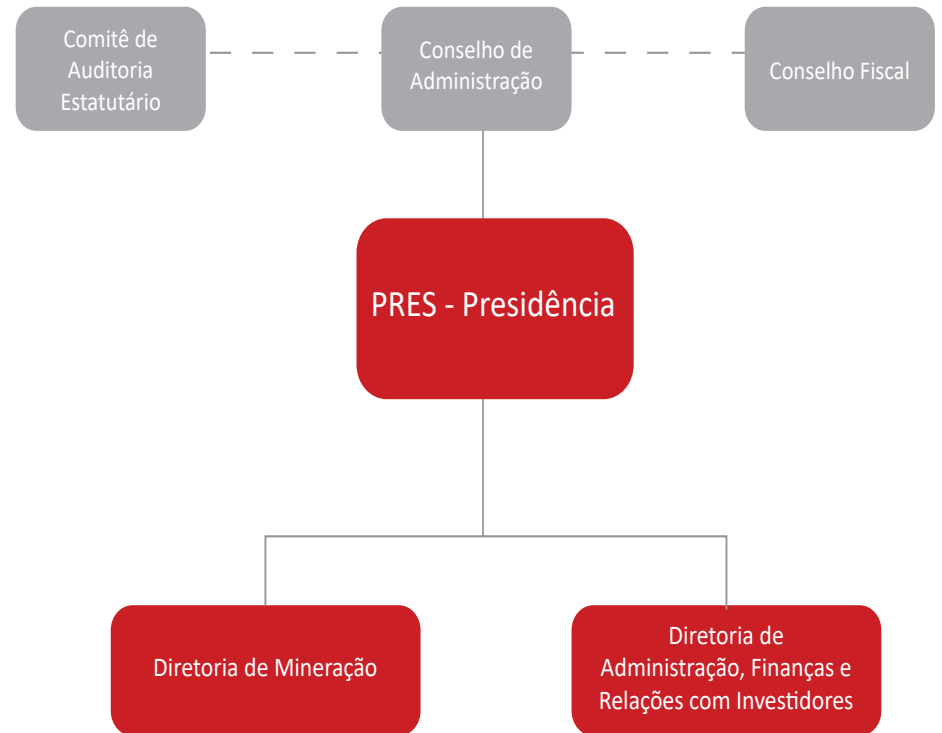 Comitê de
Auditoria
Estatutário
Conselho de
Administração
Conselho Fiscal
PRES - Presidência
Diretoria de Mineração
Diretoria de
Administração, Finanças e
Relações com Investidores